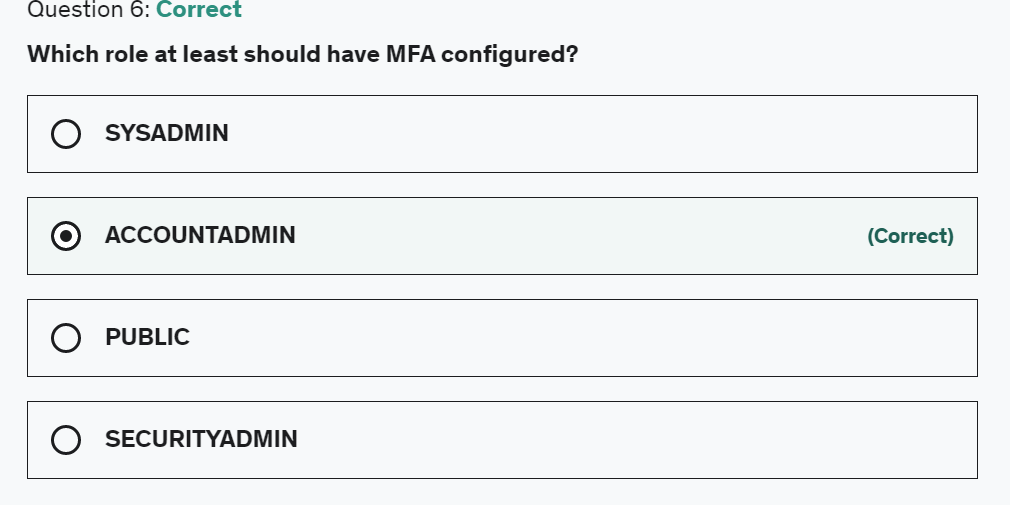 Question 6: Correct
Which role at least should have MFA configured?
SYSADMIN
ACCOUNTADMIN (Correct)
PUBLIC
SECURITYADMIN